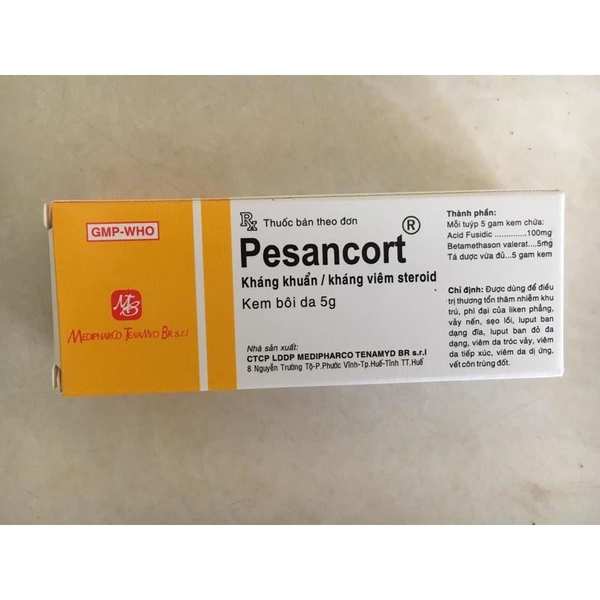 GMP-WHO
MTB
MEDIPHARCO TENAMYD BR s.r.l
Rx Thuốc bán theo đơn
Pesancort ®
Kháng khuẩn / kháng viêm steroid
Kem bôi da 5g
Nhà sản xuất:
CTCP LDDP MEDIPHARCO TENAMYD BR s.r.l
8 Nguyễn Trường Tộ-P.Phước Vĩnh-Tp.Huế-Tỉnh TT.Huế
Thành phần:
Mỗi tuýp 5 gam kem chứa:
Acid Fusidic .............100mg
Betamethason valerat....5mg
Tá dược vừa đủ...5 gam kem
Chỉ định: Được dùng để điều
trị thương tổn thâm nhiễm khu
trú, phì đại của liken phẳng,
vảy nến, sẹo lồi, luput ban
dạng đĩa, luput ban đỏ đa
dạng, viêm da tróc vảy, viêm
da tiếp xúc, viêm da dị ứng,
vết côn trùng đốt.